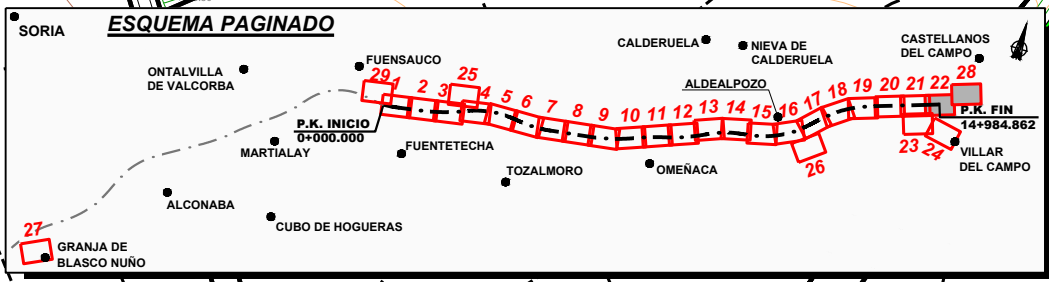 ESQUEMA PAGINADO
SORIA
ONTALVILLA
DE VALCORBA
FUENSAUCO
CALDERUELA
NIEVA DE
CALDERUELA
CASTELLANOS
DEL CAMPO
ALDEALPOZO
29 1 2 3 25 4 5 6 7 8 9 10 11 12 13 14 15 16 17 18 19 20 21 22 28
P.K. INICIO
0+000.000
P.K. FIN
14+984.862
MARTIALAY
FUENTETECHA
TOZALMORO
OMEÑACA
26
23
24
VILLAR
DEL CAMPO
ALCONABA
CUBO DE HOGUERAS
27
GRANJA DE
BLASCO NUÑO